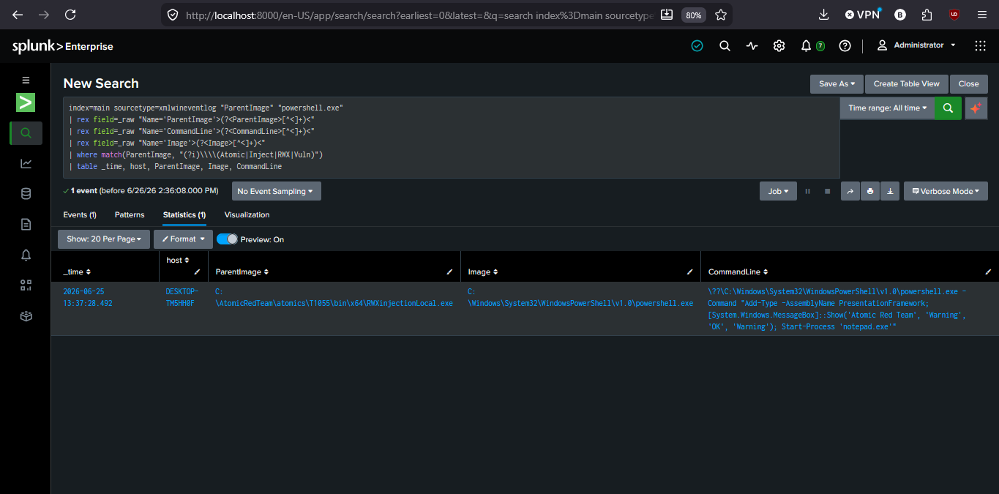 http://localhost:8000/en-US/app/search/search?earliest=0&latest=&q=search index%3Dmain sourcetype
80%
VPN
B
splunk> Enterprise
7
Administrator
New Search
Save As
Create Table View
Close
index=main sourcetype=xmlwineventlog "ParentImage" "powershell.exe"
| rex field=_raw "Name='ParentImage'>(?<ParentImage>[^<]+)<"
| rex field=_raw "Name='CommandLine'>(?<CommandLine>[^<]+)<"
| rex field=_raw "Name='Image'>(?<Image>[^<]+)<"
| where match(ParentImage, "(?i)\\\\(Atomic|Inject|RWX|Vuln)")
| table _time, host, ParentImage, Image, CommandLine
Time range: All time
1 event (before 6/26/26 2:36:08.000 PM)
No Event Sampling
Job
Verbose Mode
Events (1)
Patterns
Statistics (1)
Visualization
Show: 20 Per Page
Format
Preview: On
_time
host
ParentImage
Image
CommandLine
2026-06-25
13:37:28.492
DESKTOP-
TM5HH0F
C:
\AtomicRedTeam\atomics\T1055\bin\x64\RWXinjectionLocal.exe
C:
\Windows\System32\WindowsPowerShell\v1.0\powershell.exe
\??\C:\Windows\System32\WindowsPowerShell\v1.0\powershell.exe -
Command "Add-Type -AssemblyName PresentationFramework;
[System.Windows.MessageBox]::Show('Atomic Red Team', 'Warning',
'OK', 'Warning'); Start-Process 'notepad.exe'"